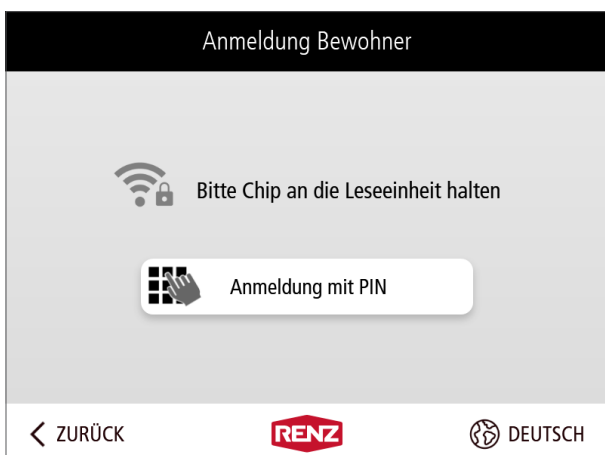 Anmeldung Bewohner
Bitte Chip an die Leseeinheit halten
Anmeldung mit PIN
ZURÜCK
RENZ
DEUTSCH